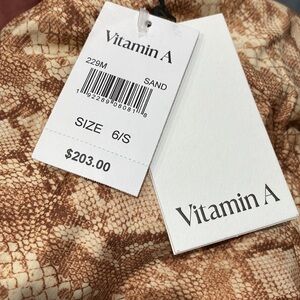 Vitamin A
229M
SAND
SIZE 6/S
$203.00
Vitamin A